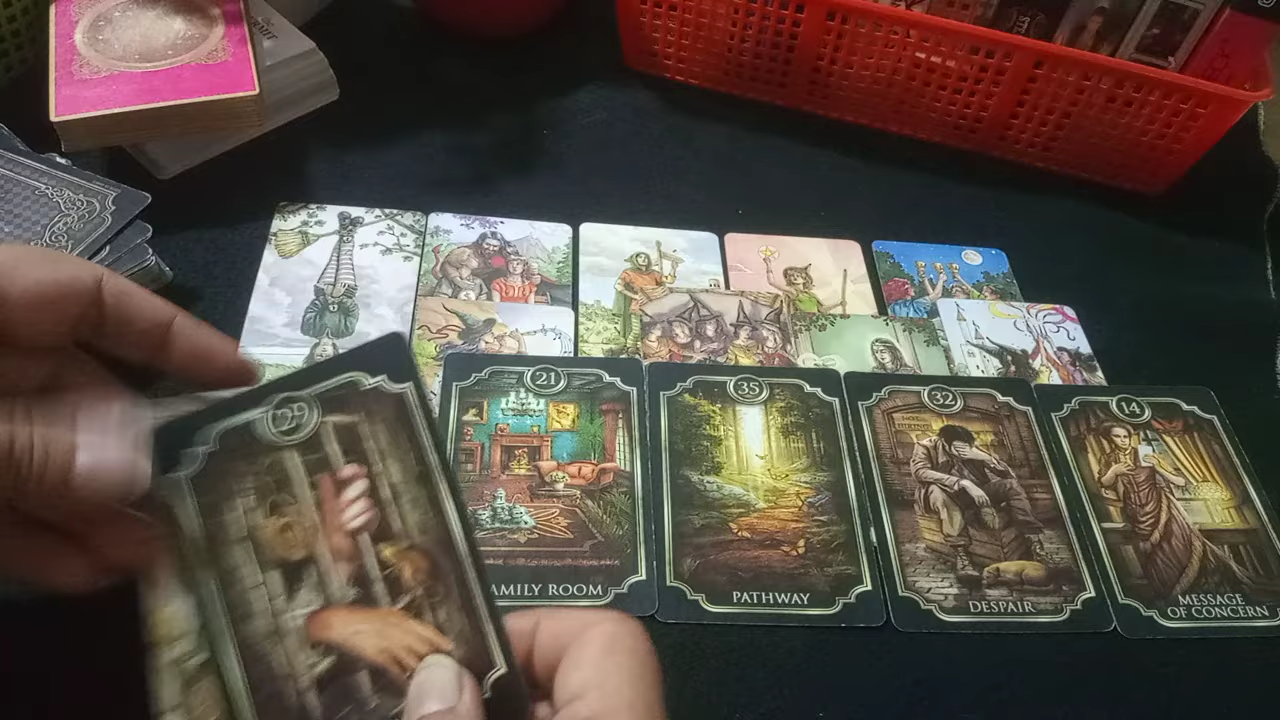 29
21
AMILY ROOM
35
PATHWAY
32
DESPAIR
14
MESSAGE
OF CONCERN